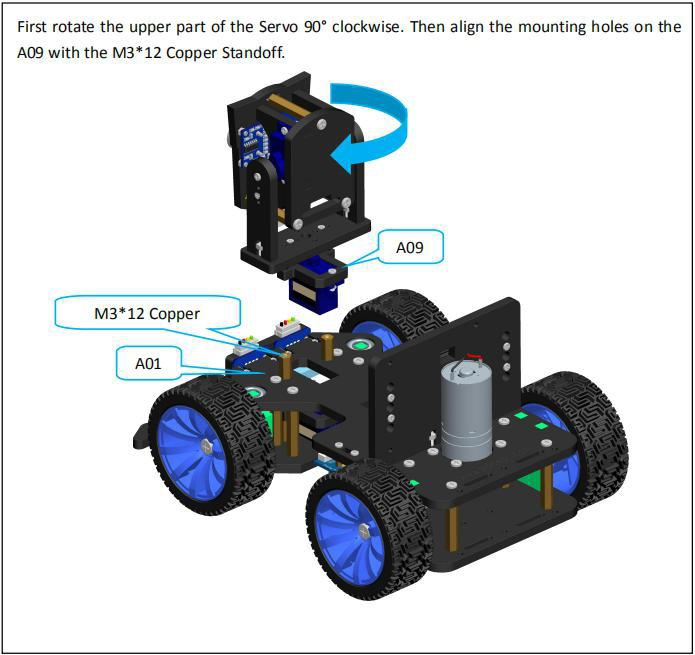 First rotate the upper part of the Servo 90° clockwise. Then align the mounting holes on the
A09 with the M3*12 Copper Standoff.
A09
M3*12 Copper
A01